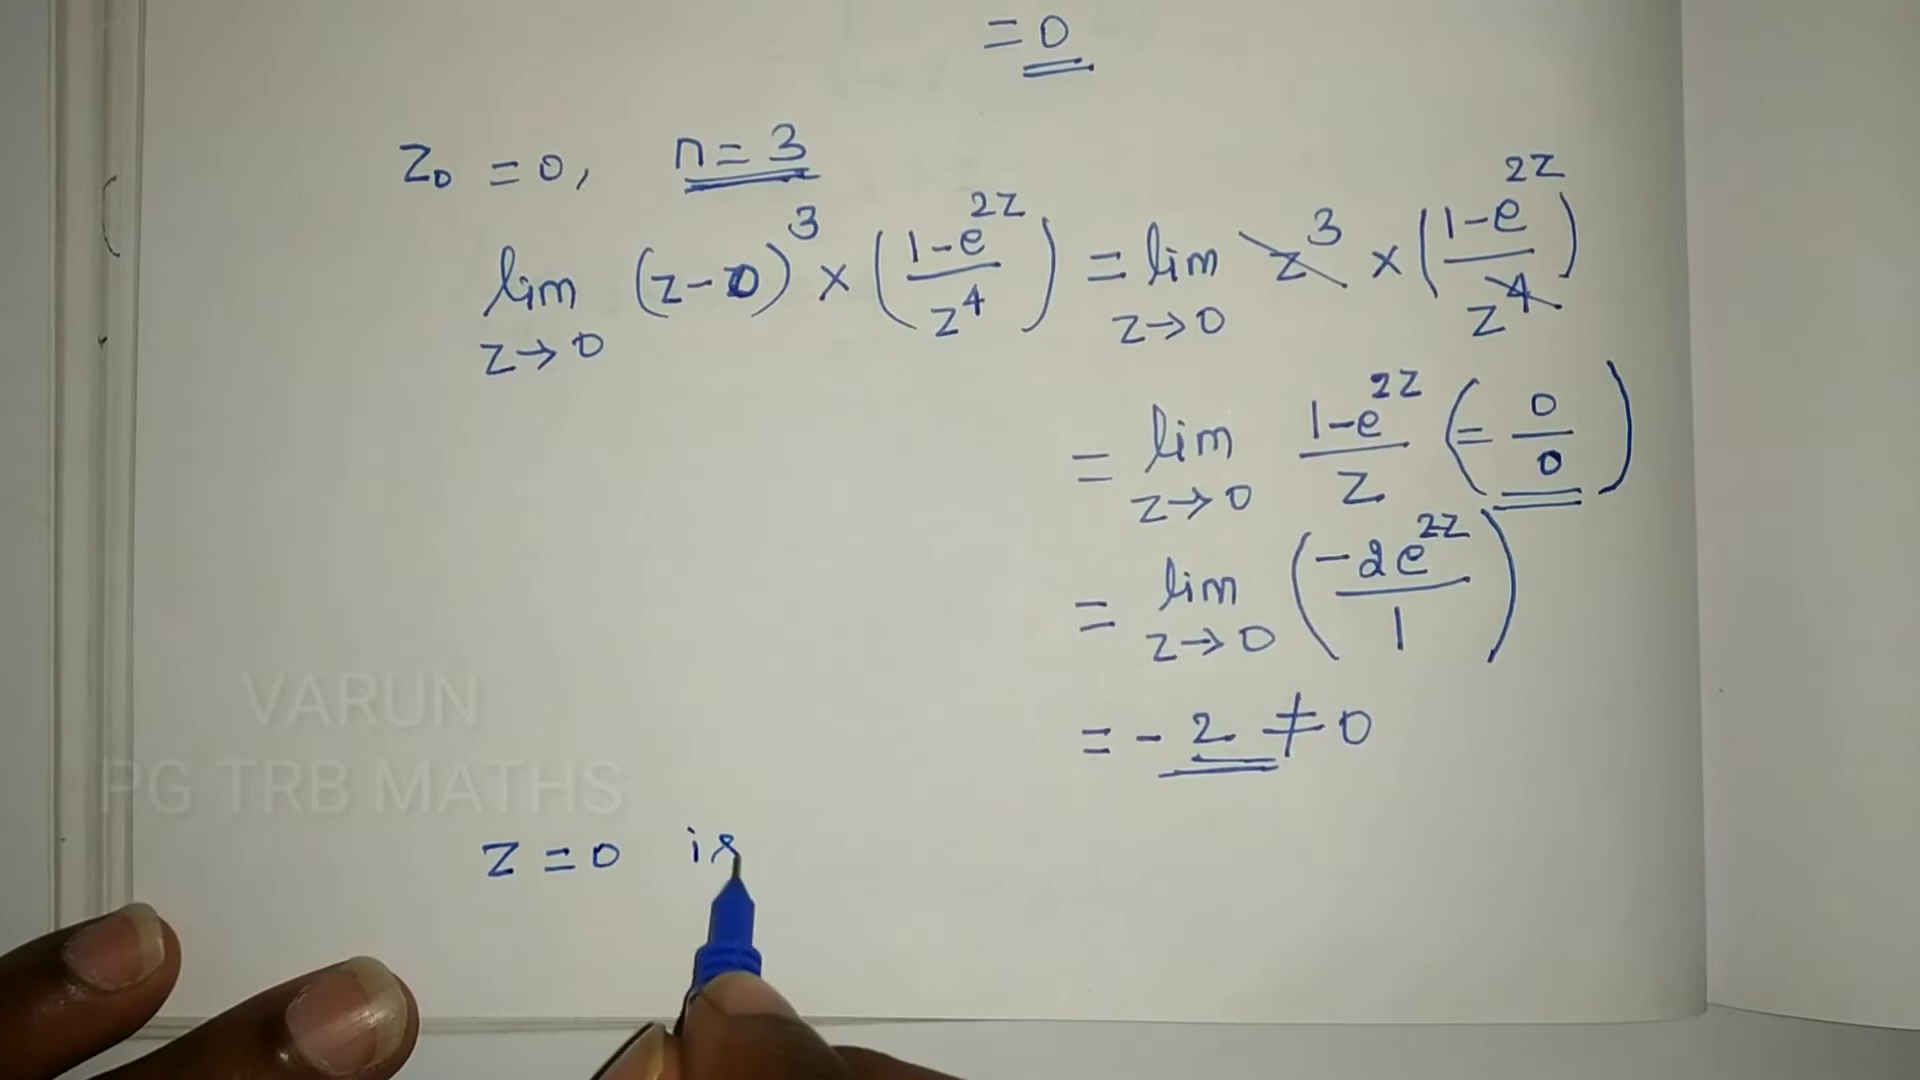 = 0
z₀ = 0, n = 3
lim z→0 (z-0)³ × ((1-e^{2z})/z⁴) = lim z→0 z³ × ((1-e^{2z})/z⁴)
= lim z→0 (1-e^{2z})/z (= 0/0)
= lim z→0 (-2e^{2z}/1)
= -2 ≠ 0
VARUN
PG TRB MATHS
z = 0 is